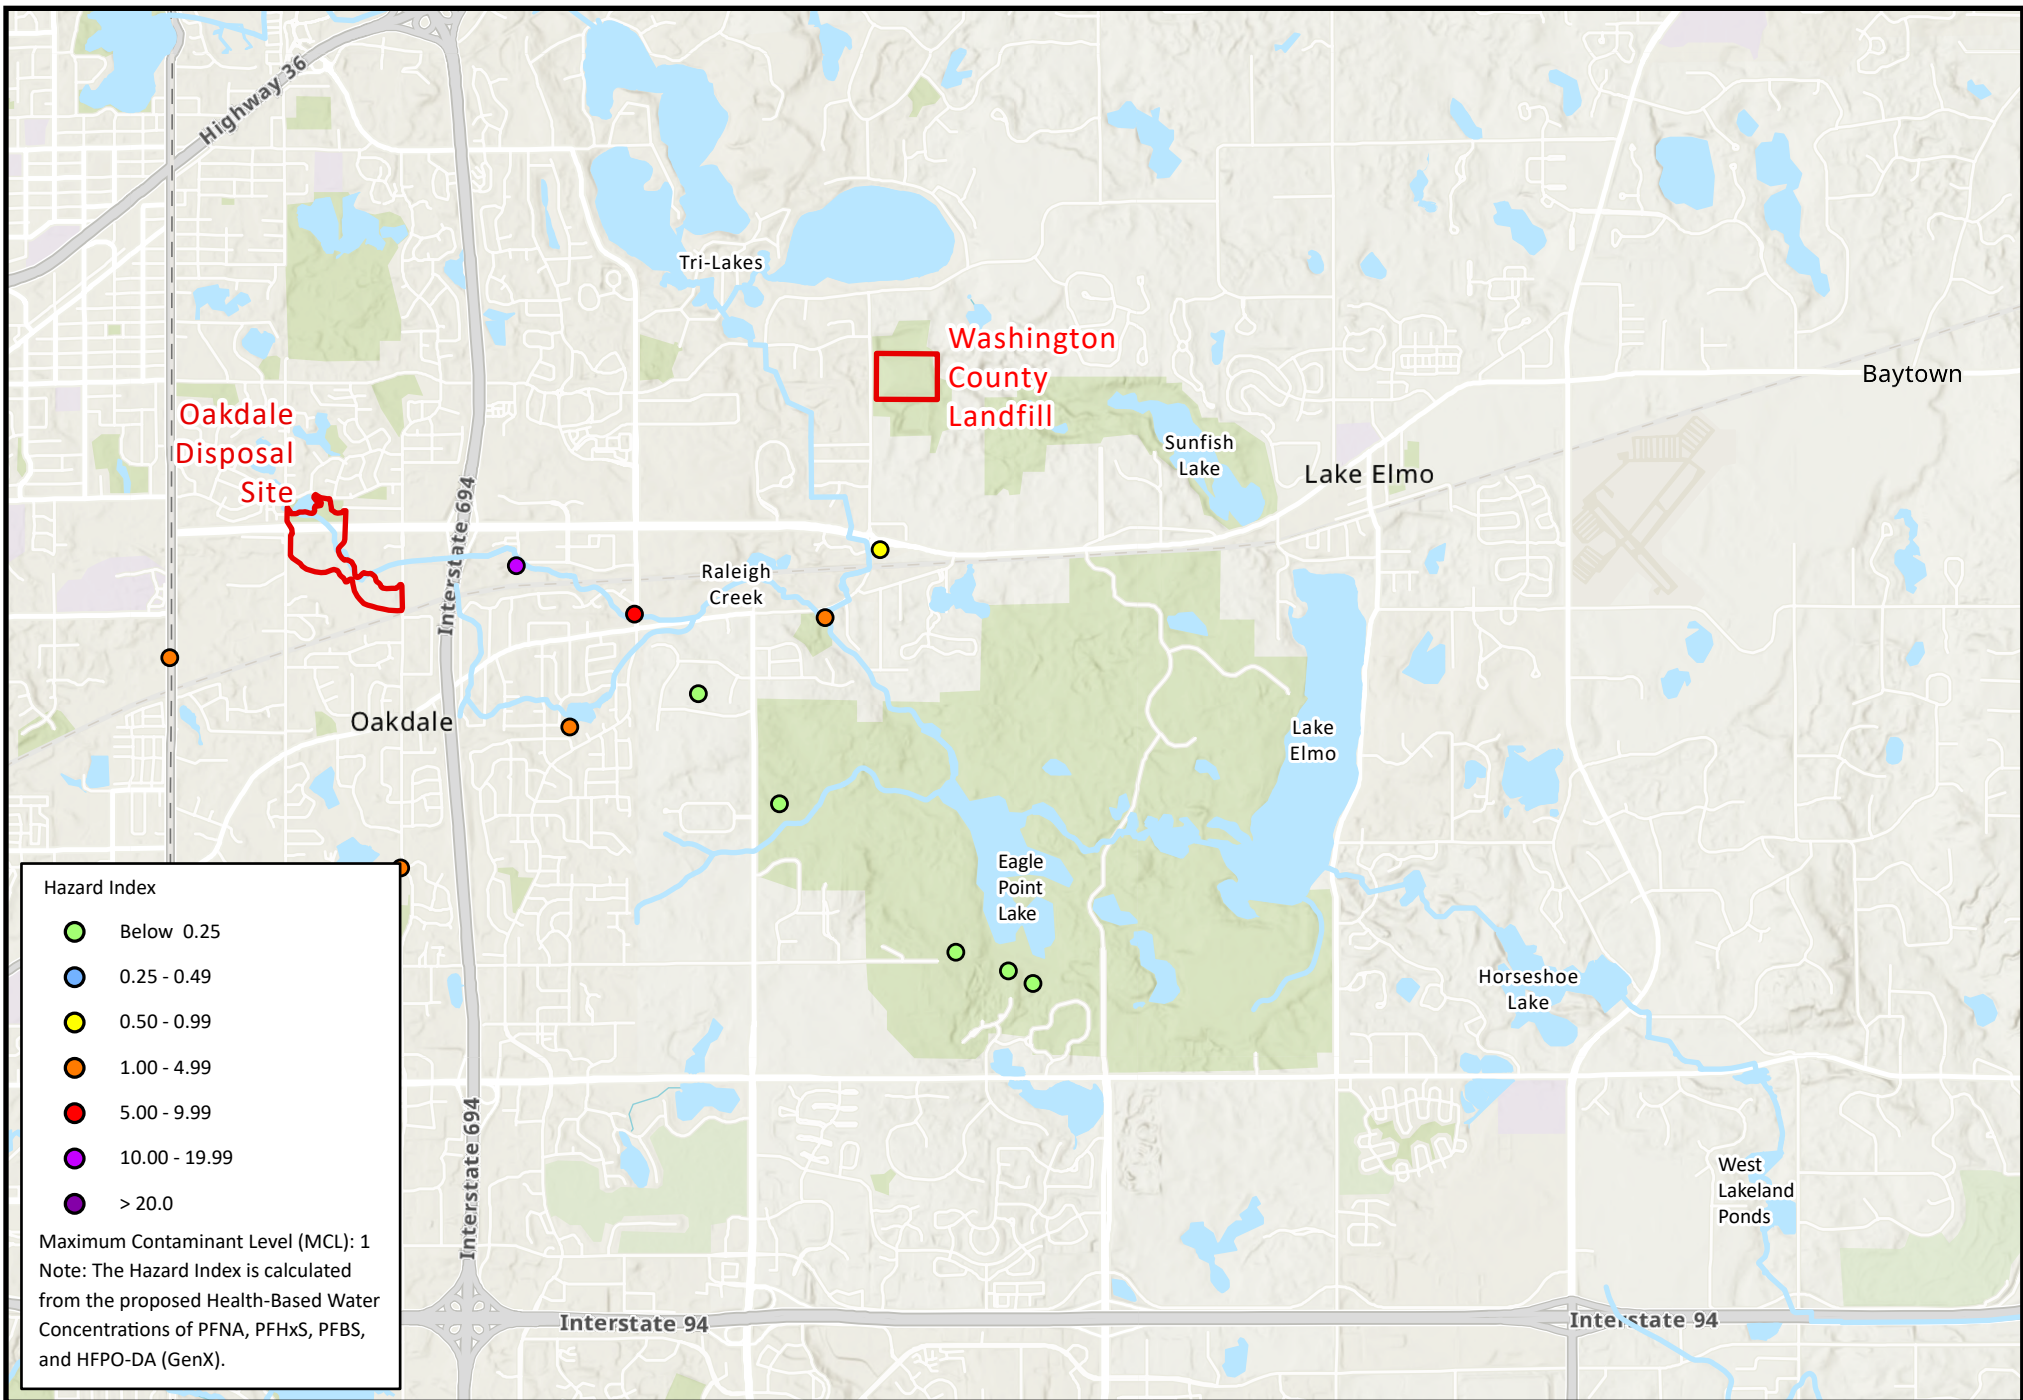 Highway 36
Tri-Lakes
Washington
County
Landfill
Baytown
Oakdale
Disposal
Site
Sunfish
Lake
Lake Elmo
Interstate 694
Raleigh
Creek
Oakdale
Lake
Elmo
Eagle
Point
Lake
Horseshoe
Lake
Hazard Index
Below 0.25
0.25 - 0.49
0.50 - 0.99
1.00 - 4.99
5.00 - 9.99
10.00 - 19.99
> 20.0
Maximum Contaminant Level (MCL): 1
Note: The Hazard Index is calculated
from the proposed Health-Based Water
Concentrations of PFNA, PFHxS, PFBS,
and HFPO-DA (GenX).
Interstate 694
West
Lakeland
Ponds
Interstate 94
Interstate 94